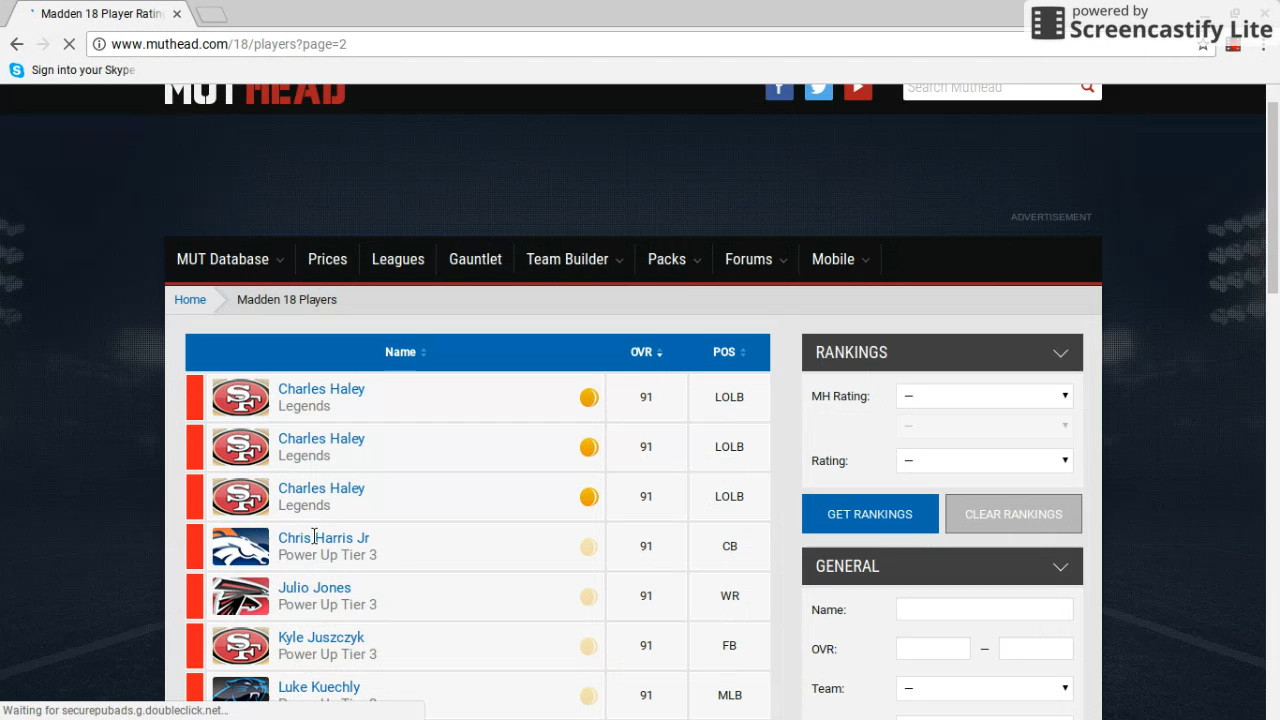 Madden 18 Player Rating
powered by
Screencastify Lite
www.muthead.com/18/players?page=2
Sign into your Skype
MUT HEAD
Search Muthead
ADVERTISEMENT
MUT Database Prices Leagues Gauntlet Team Builder Packs Forums Mobile
Home Madden 18 Players
Name OVR POS
Charles Haley
Legends
91 LOLB
Charles Haley
Legends
91 LOLB
Charles Haley
Legends
91 LOLB
Chris Harris Jr
Power Up Tier 3
91 CB
Julio Jones
Power Up Tier 3
91 WR
Kyle Juszczyk
Power Up Tier 3
91 FB
Luke Kuechly
91 MLB
RANKINGS
MH Rating: –
–
Rating: –
GET RANKINGS CLEAR RANKINGS
GENERAL
Name:
OVR: –
Team: –
Waiting for securepubads.g.doubleclick.net...